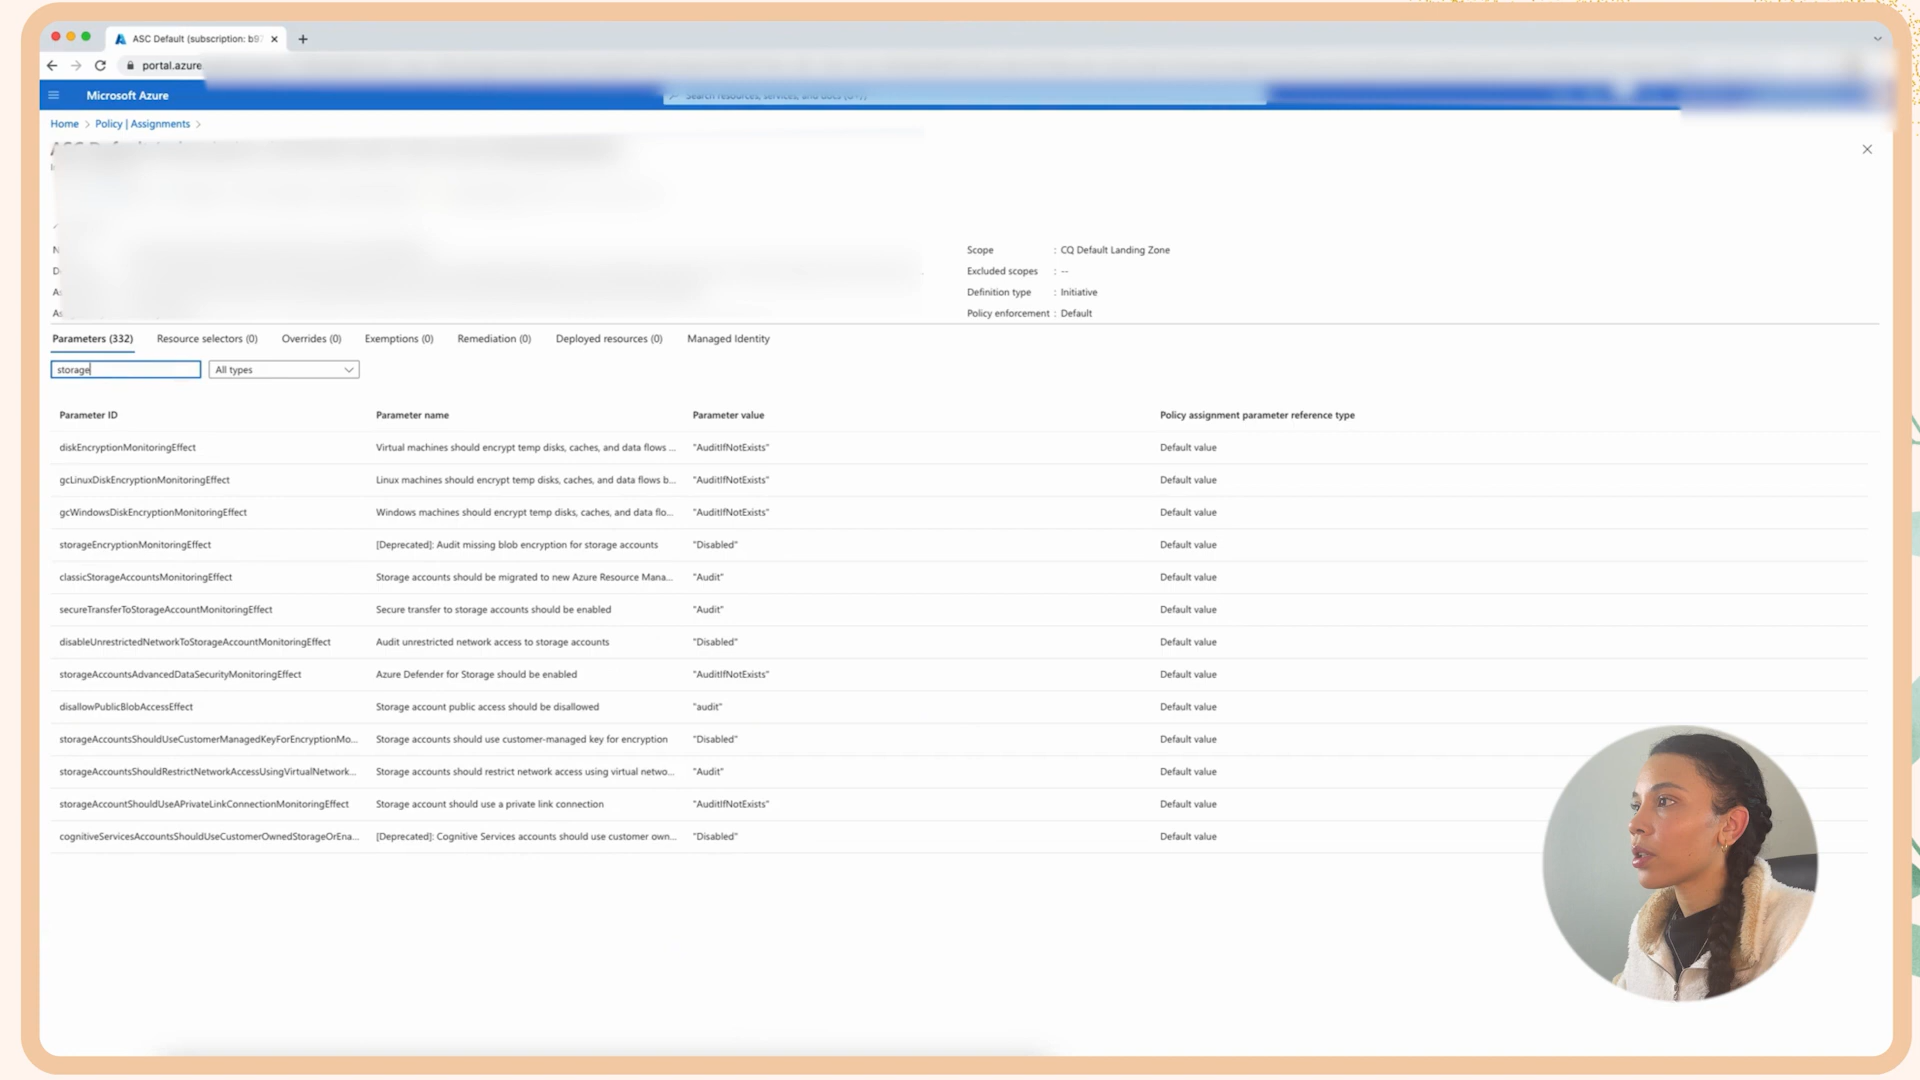 ASC Default (subscription: b97
portal.azure
Microsoft Azure
Search resources, services, and docs (G+/)
Home > Policy | Assignments >
Scope : CQ Default Landing Zone
Excluded scopes : --
Definition type : Initiative
Policy enforcement : Default
Parameters (332) Resource selectors (0) Overrides (0) Exemptions (0) Remediation (0) Deployed resources (0) Managed Identity
storage All types
Parameter ID Parameter name Parameter value Policy assignment parameter reference type
diskEncryptionMonitoringEffect Virtual machines should encrypt temp disks, caches, and data flows ... "AuditIfNotExists" Default value
gcLinuxDiskEncryptionMonitoringEffect Linux machines should encrypt temp disks, caches, and data flows b... "AuditIfNotExists" Default value
gcWindowsDiskEncryptionMonitoringEffect Windows machines should encrypt temp disks, caches, and data flo... "AuditIfNotExists" Default value
storageEncryptionMonitoringEffect [Deprecated]: Audit missing blob encryption for storage accounts "Disabled" Default value
classicStorageAccountsMonitoringEffect Storage accounts should be migrated to new Azure Resource Mana... "Audit" Default value
secureTransferToStorageAccountMonitoringEffect Secure transfer to storage accounts should be enabled "Audit" Default value
disableUnrestrictedNetworkToStorageAccountMonitoringEffect Audit unrestricted network access to storage accounts "Disabled" Default value
storageAccountsAdvancedDataSecurityMonitoringEffect Azure Defender for Storage should be enabled "AuditIfNotExists" Default value
disallowPublicBlobAccessEffect Storage account public access should be disallowed "audit" Default value
storageAccountsShouldUseCustomerManagedKeyForEncryptionMo... Storage accounts should use customer-managed key for encryption "Disabled" Default value
storageAccountsShouldRestrictNetworkAccessUsingVirtualNetwork... Storage accounts should restrict network access using virtual netwo... "Audit" Default value
storageAccountShouldUseAPrivateLinkConnectionMonitoringEffect Storage account should use a private link connection "AuditIfNotExists" Default value
cognitiveServicesAccountsShouldUseCustomerOwnedStorageOrEna... [Deprecated]: Cognitive Services accounts should use customer own... "Disabled" Default value